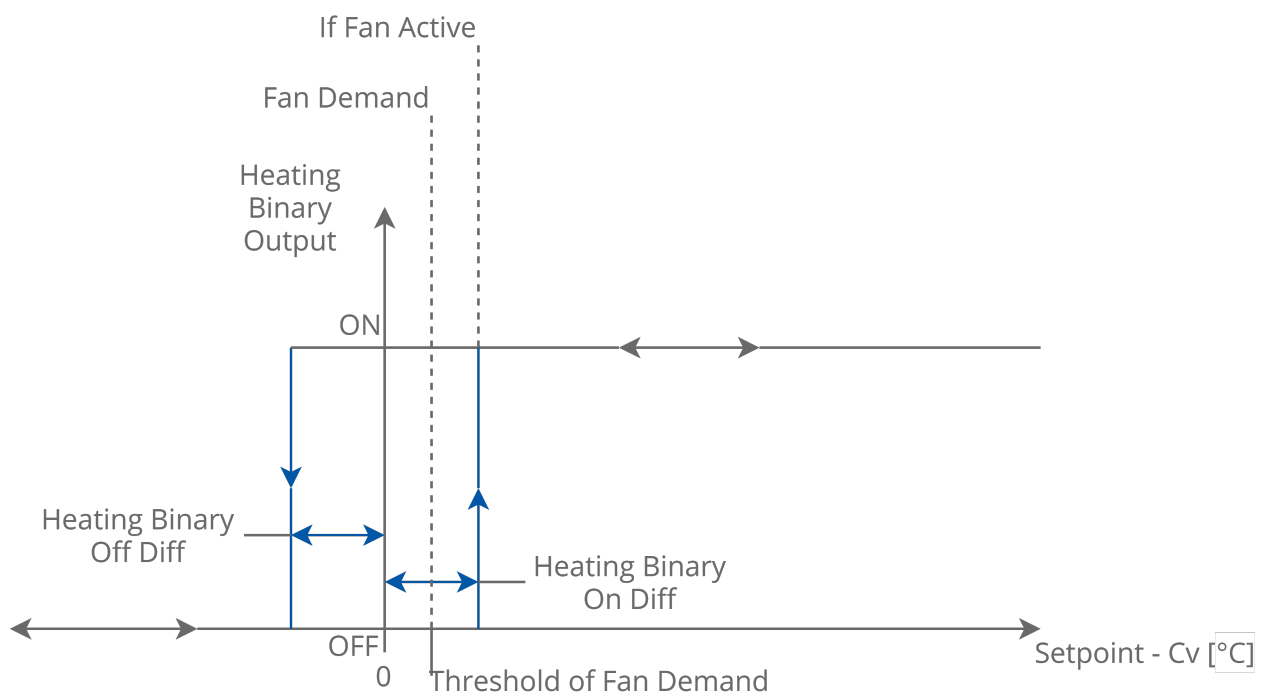 If Fan Active
Fan Demand
Heating
Binary
Output
ON
Heating Binary
Off Diff
Heating Binary
On Diff
OFF
Setpoint - Cv [°C]
0
Threshold of Fan Demand